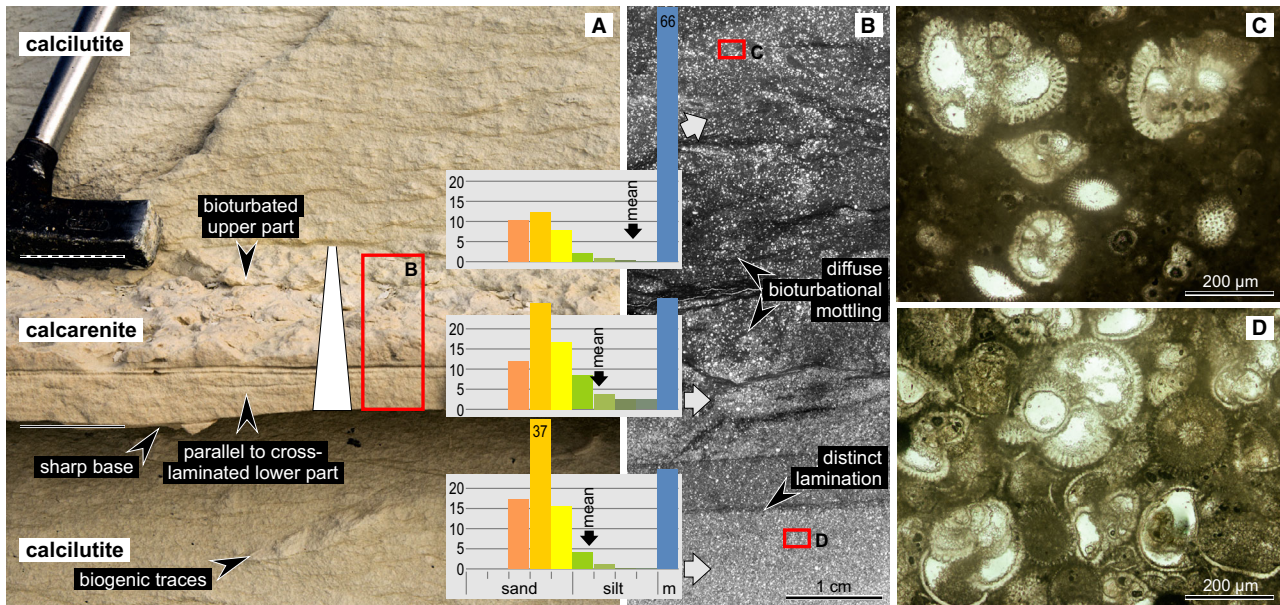 calcilutite
A
bioturbated
upper part
B
calcarenite
sharp base
parallel to cross-
laminated lower part
calcilutite
biogenic traces
20
15
10
5
0
mean
66
20
15
10
5
0
mean
37
20
15
10
5
0
mean
sand
silt
m
B
C
diffuse
bioturbational
mottling
distinct
lamination
D
1 cm
C
200 µm
D
200 µm